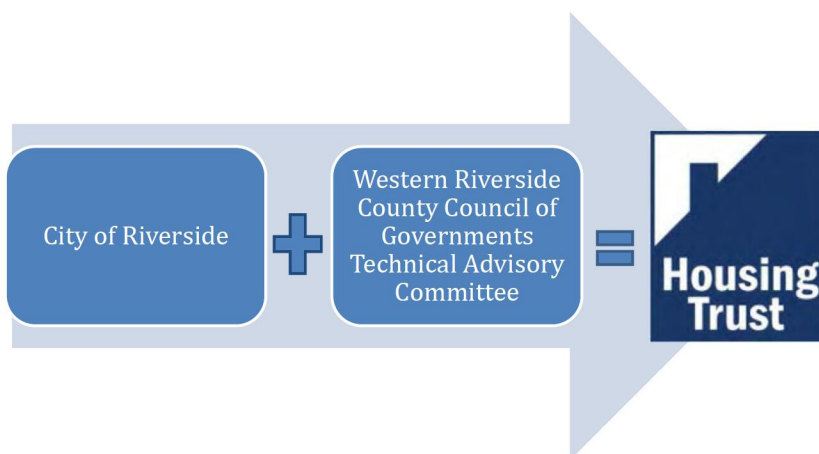 City of Riverside
Western Riverside
County Council of
Governments
Technical Advisory
Committee
Housing
Trust